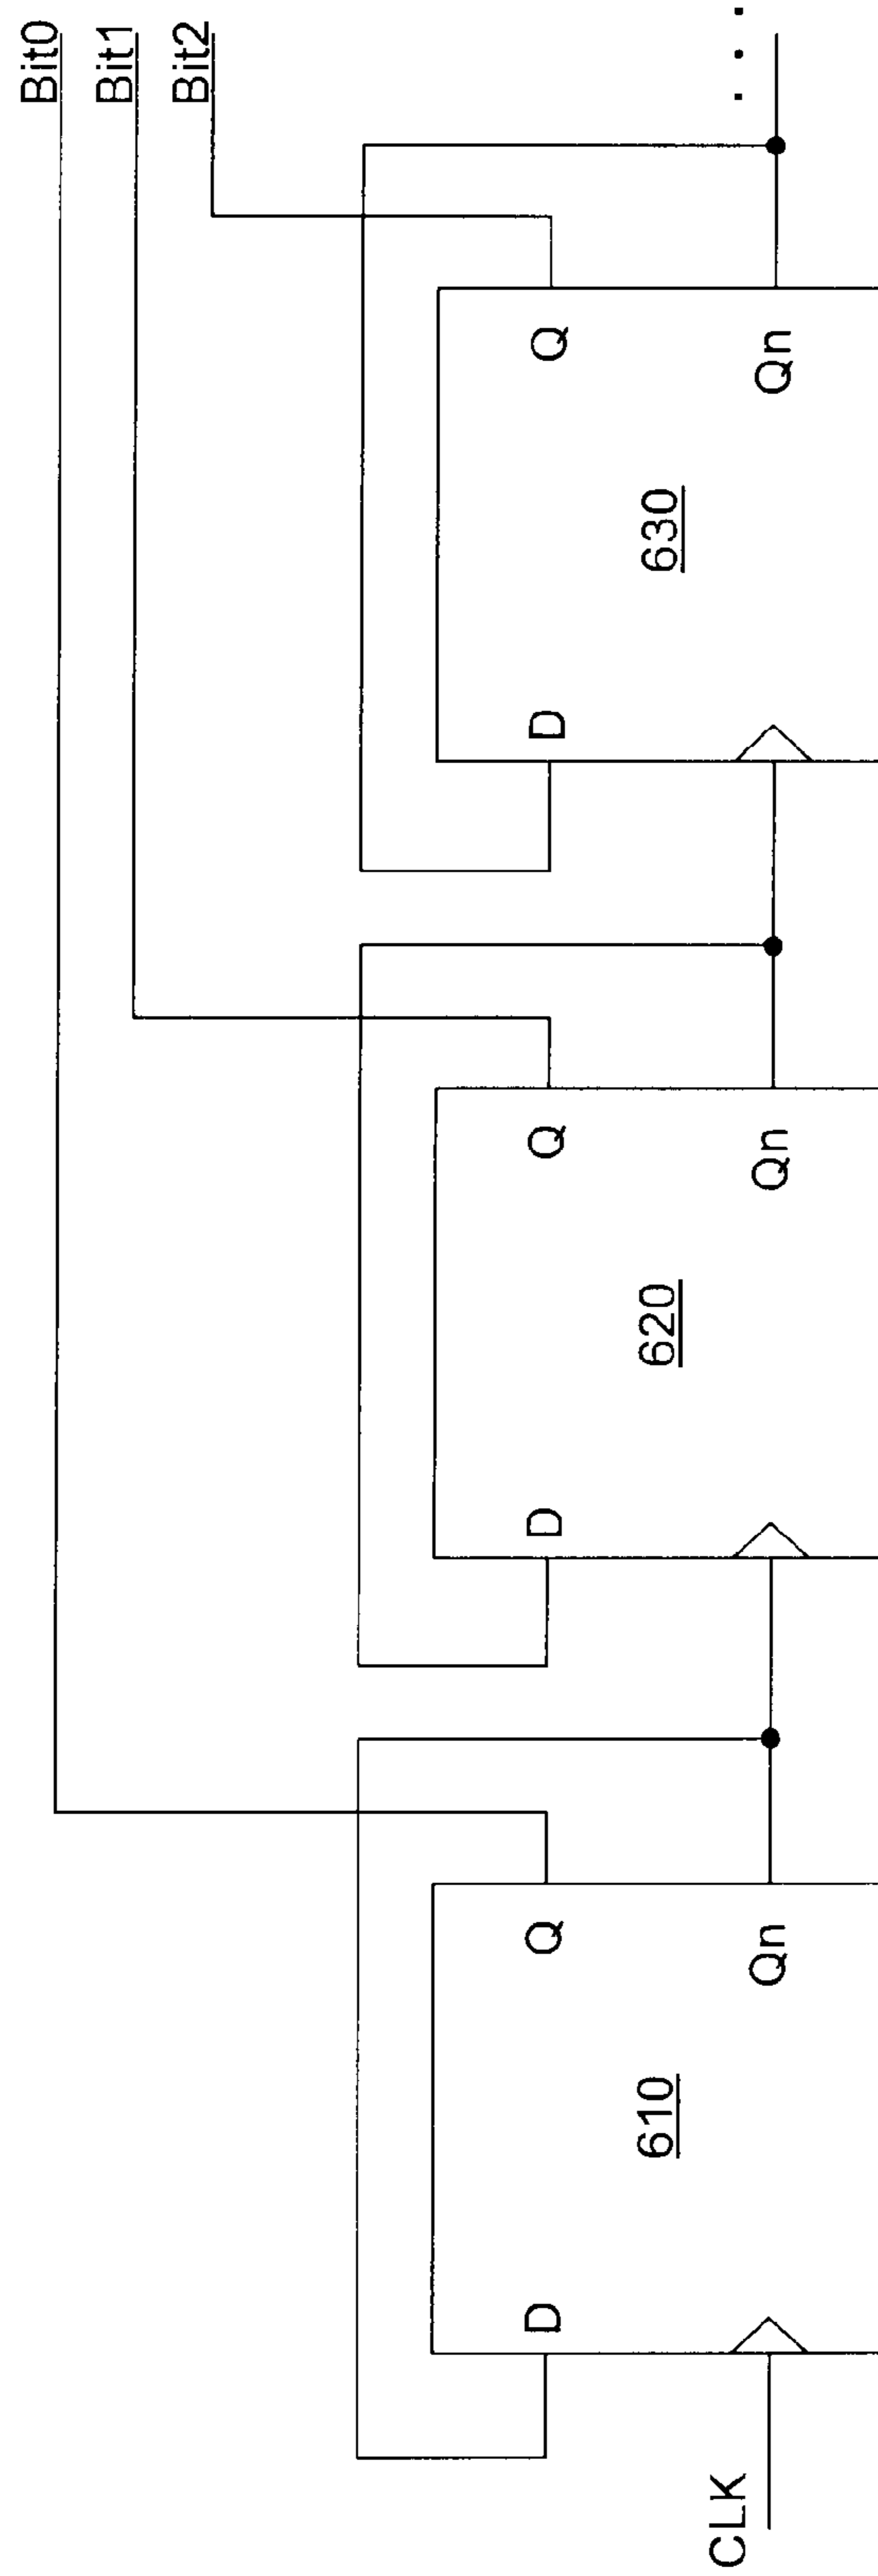 Bit0
Bit1
Bit2
D
Q
610
Qn
CLK
D
Q
620
Qn
D
Q
630
Qn
. . .